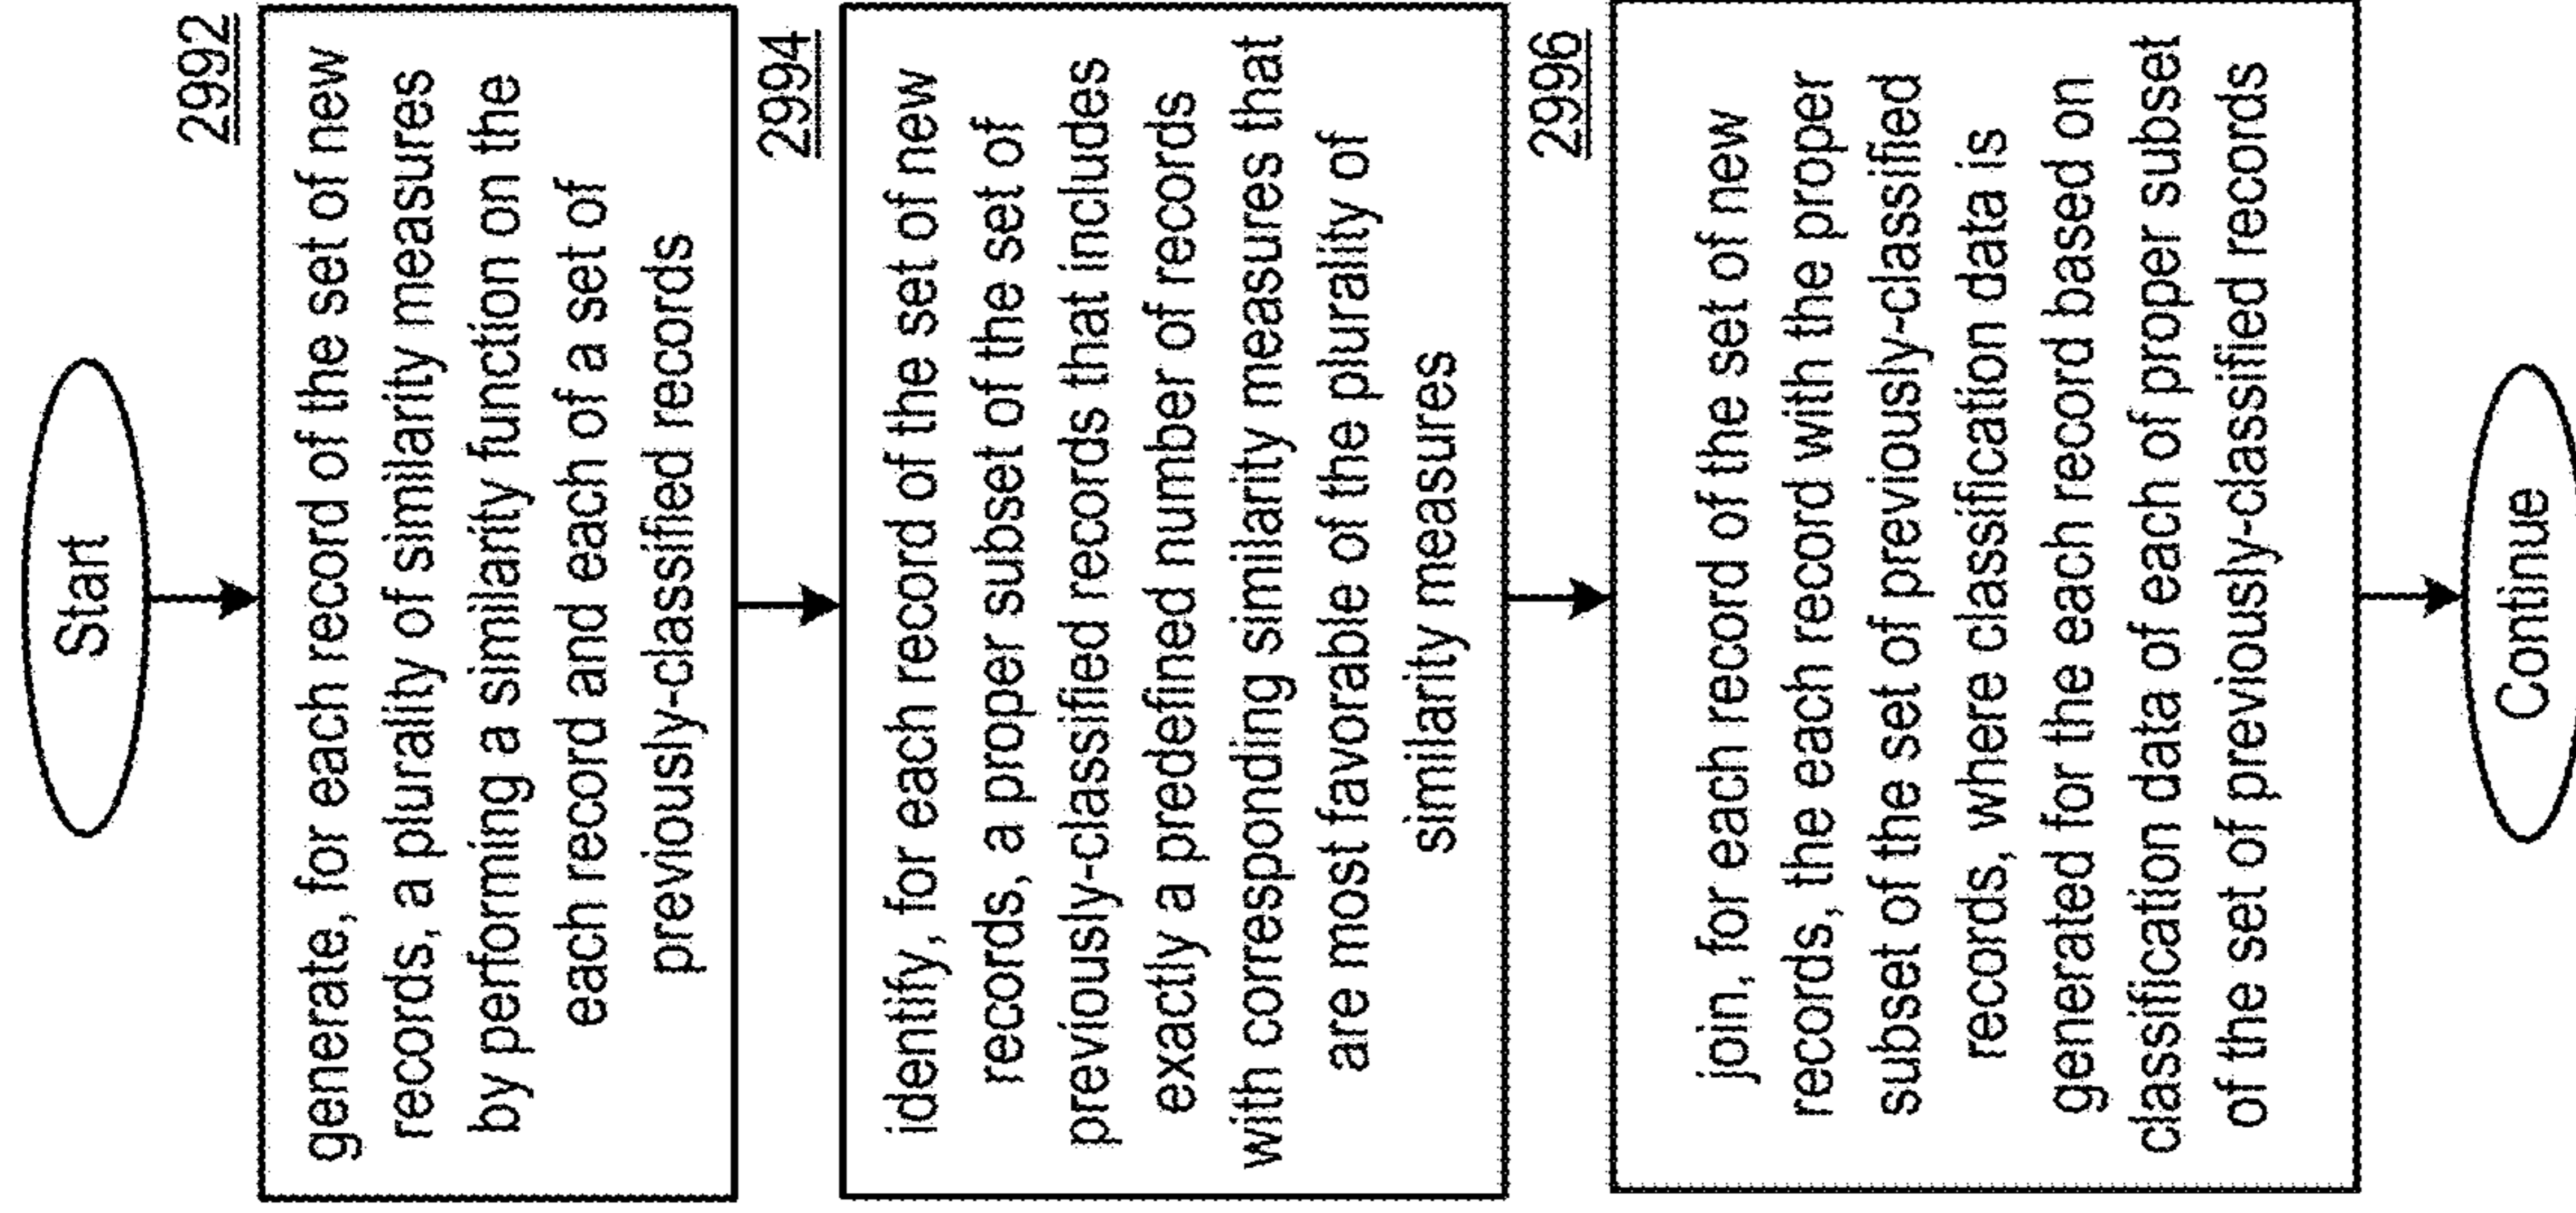 Start
2992
generate, for each record of the set of new
records, a plurality of similarity measures
by performing a similarity function on the
each record and each of a set of
previously-classified records
2994
identify, for each record of the set of new
records, a proper subset of the set of
previously-classified records that includes
exactly a predefined number of records
with corresponding similarity measures that
are most favorable of the plurality of
similarity measures
2996
join, for each record of the set of new
records, the each record with the proper
subset of the set of previously-classified
records, where classification data is
generated for the each record based on
classification data of each of proper subset
of the set of previously-classified records
Continue